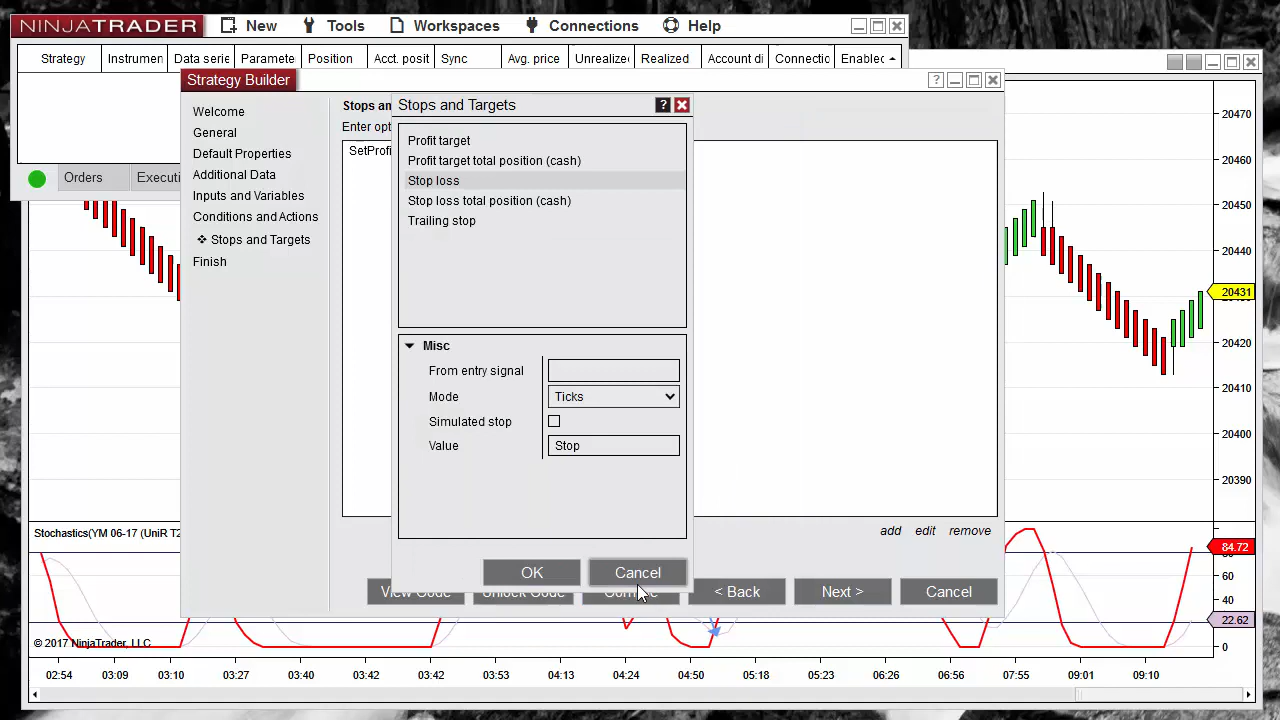 NINJATRADER New Tools Workspaces Connections Help
Strategy Instrumen Data serie Paramete Position Acct. posit Sync Avg. price Unrealize Realized Account di Connectic Enabled
Orders Executi
Strategy Builder ?
Welcome
General
Default Properties
Additional Data
Inputs and Variables
Conditions and Actions
Stops and Targets
Finish
Stops an
Enter opt
SetProfi
Stops and Targets ?
Profit target
Profit target total position (cash)
Stop loss
Stop loss total position (cash)
Trailing stop
Misc
From entry signal
Mode Ticks
Simulated stop
Value Stop
OK Cancel
add edit remove
< Back Next > Cancel
View Code Unlock Code
20470
20460
20450
20440
20431
20420
20410
20400
20390
Stochastics(YM 06-17 (UniR T2
84.72
60
40
22.62
0
© 2017 NinjaTrader, LLC
02:54 03:09 03:10 03:27 03:40 03:42 03:42 03:53 04:13 04:24 04:50 05:18 05:23 06:26 06:56 07:55 09:01 09:10